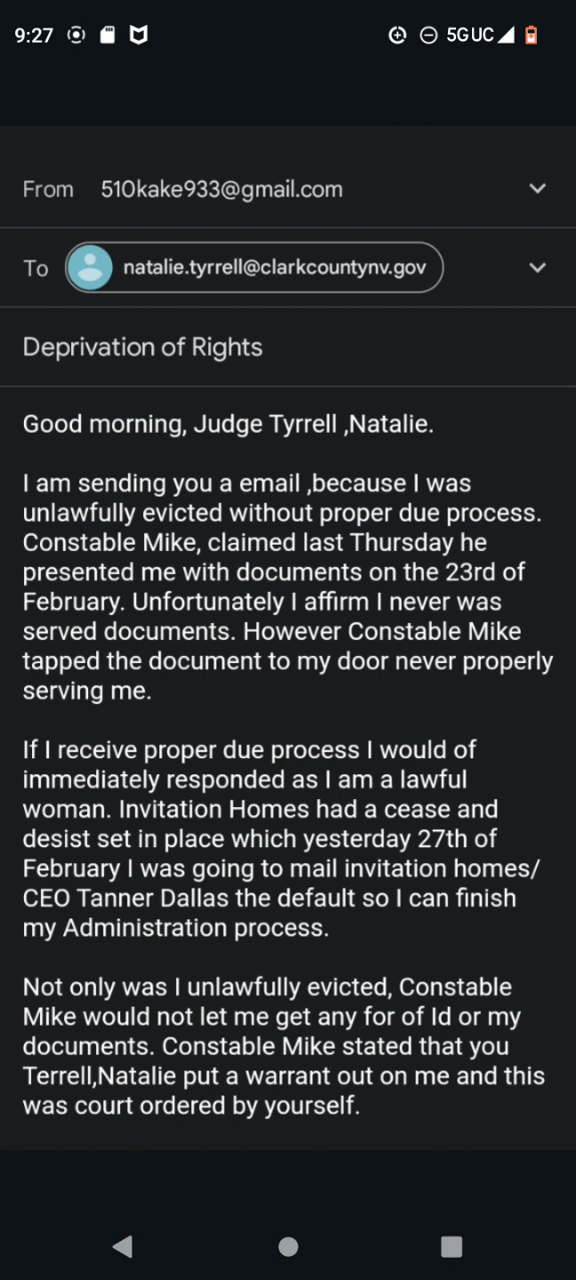 9:27
5G UC
From 510kake933@gmail.com
To natalie.tyrrell@clarkcountynv.gov
Deprivation of Rights
Good morning, Judge Tyrrell ,Natalie.
I am sending you a email ,because I was
unlawfully evicted without proper due process.
Constable Mike, claimed last Thursday he
presented me with documents on the 23rd of
February. Unfortunately I affirm I never was
served documents. However Constable Mike
tapped the document to my door never properly
serving me.
If I receive proper due process I would of
immediately responded as I am a lawful
woman. Invitation Homes had a cease and
desist set in place which yesterday 27th of
February I was going to mail invitation homes/
CEO Tanner Dallas the default so I can finish
my Administration process.
Not only was I unlawfully evicted, Constable
Mike would not let me get any for of Id or my
documents. Constable Mike stated that you
Terrell,Natalie put a warrant out on me and this
was court ordered by yourself.